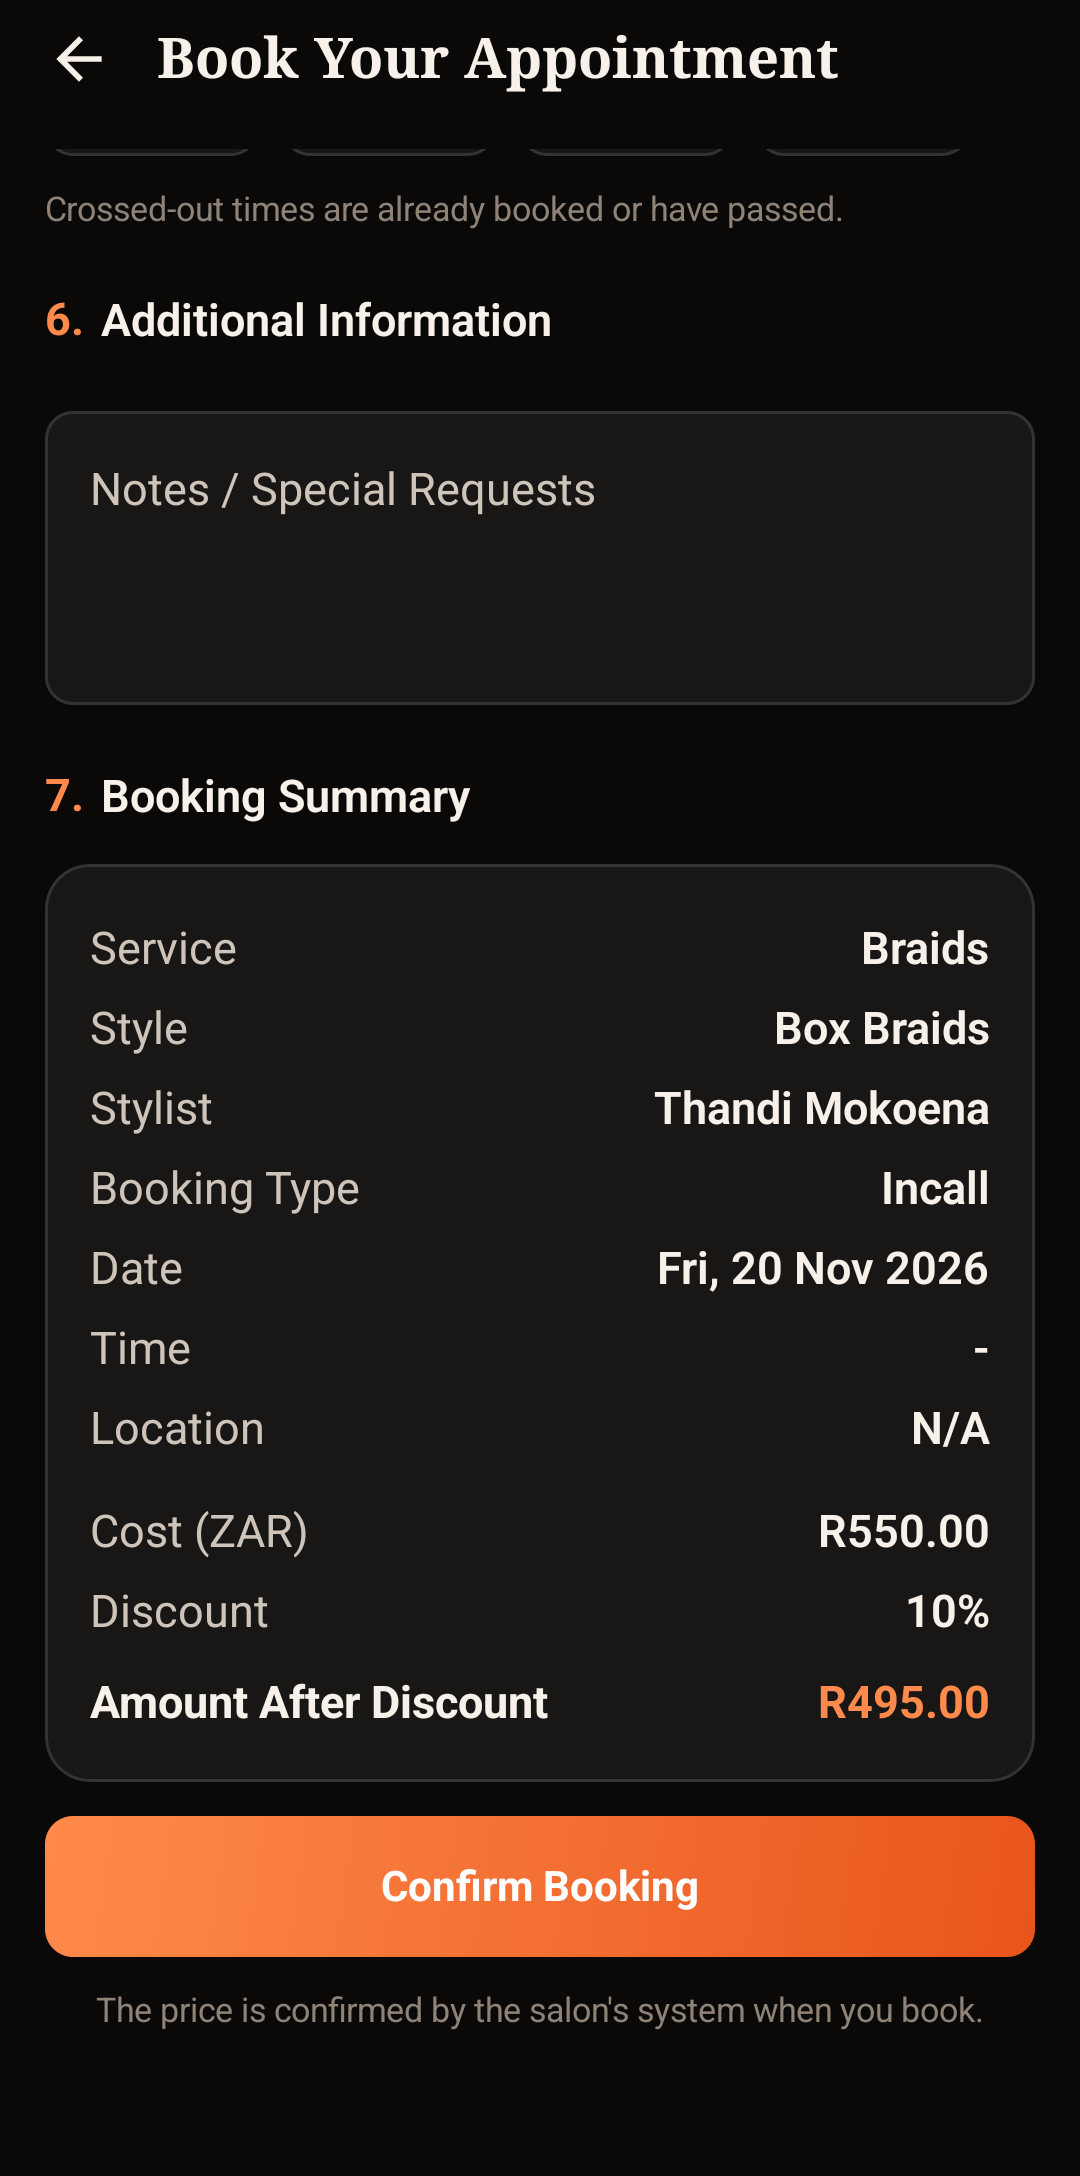 Book Your Appointment
Crossed-out times are already booked or have passed.
6. Additional Information
Notes / Special Requests
7. Booking Summary
Service Braids
Style Box Braids
Stylist Thandi Mokoena
Booking Type Incall
Date Fri, 20 Nov 2026
Time -
Location N/A
Cost (ZAR) R550.00
Discount 10%
Amount After Discount R495.00
Confirm Booking
The price is confirmed by the salon's system when you book.